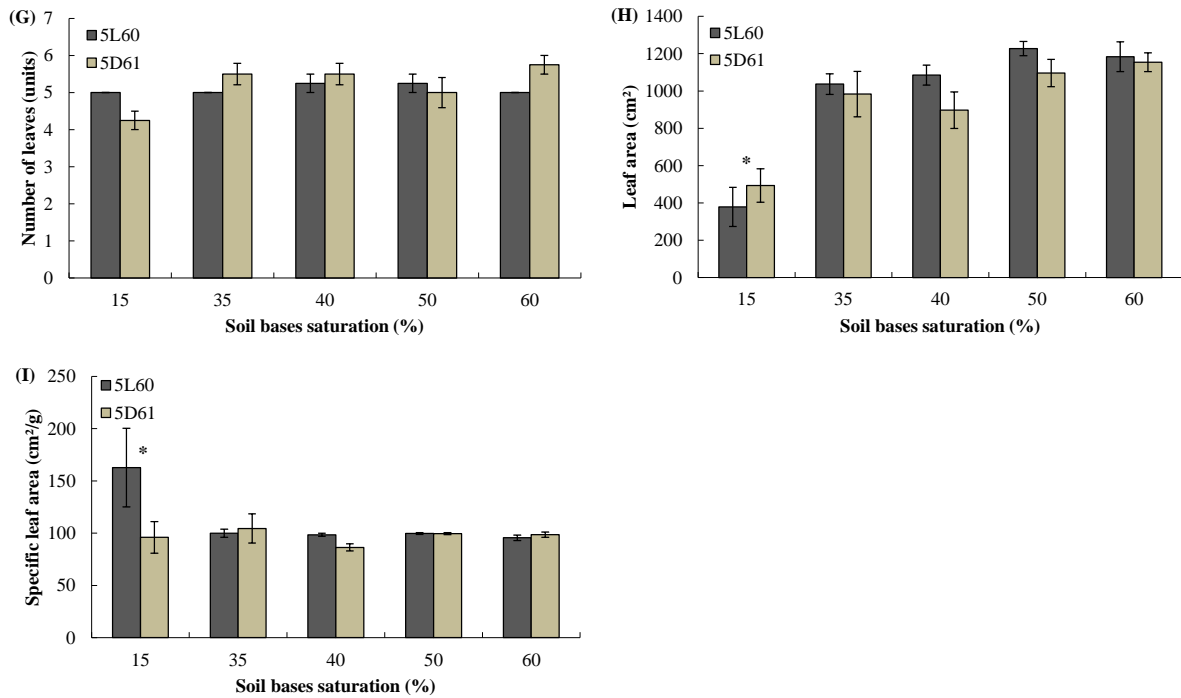 (G)
Number of leaves (units)
7
6
5
4
3
2
1
0
5L60
5D61
15 35 40 50 60
Soil bases saturation (%)
(H)
Leaf area (cm²)
1400
1200
1000
800
600
400
200
0
5L60
5D61
*
15 35 40 50 60
Soil bases saturation (%)
(I)
Specific leaf area (cm²/g)
250
200
150
100
50
0
5L60
5D61
*
15 35 40 50 60
Soil bases saturation (%)